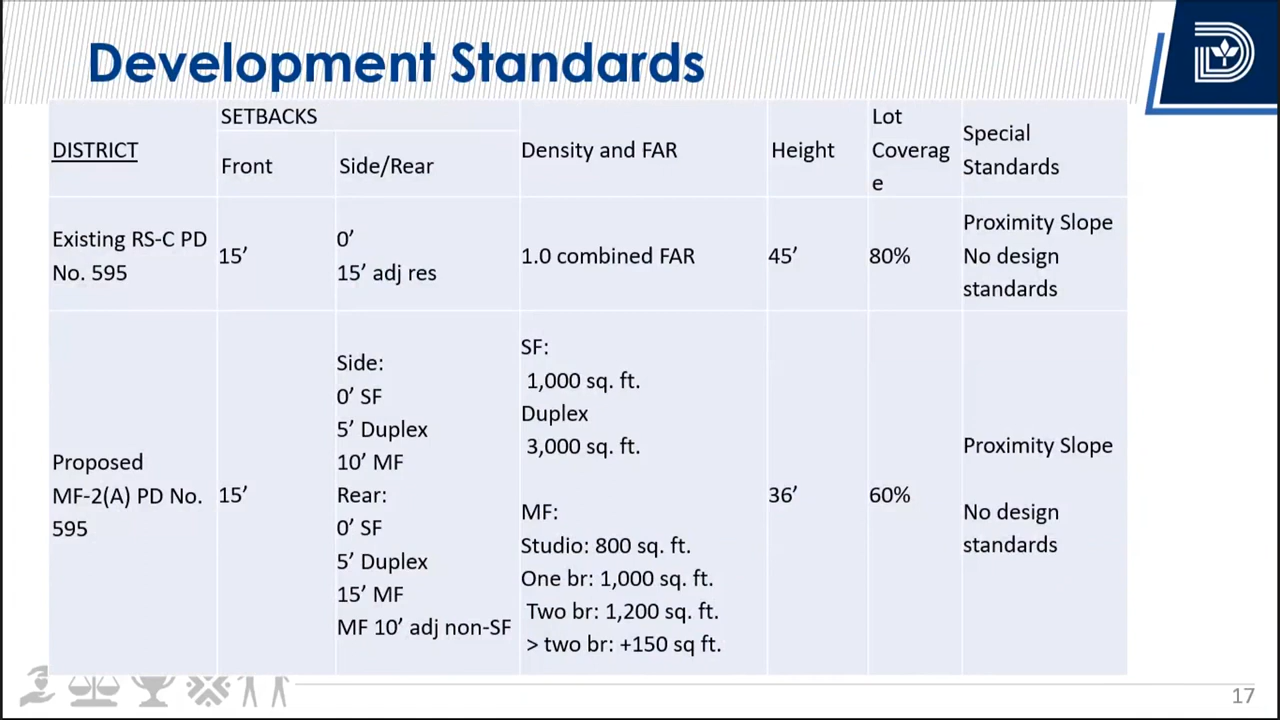 Development Standards
DISTRICT
SETBACKS
Front
Side/Rear
Density and FAR
Height
Lot
Coverag
e
Special
Standards
Existing RS-C PD
No. 595
15’
0’
15’ adj res
1.0 combined FAR
45’
80%
Proximity Slope
No design
standards
Proposed
MF-2(A) PD No.
595
15’
Side:
0’ SF
5’ Duplex
10’ MF
Rear:
0’ SF
5’ Duplex
15’ MF
MF 10’ adj non-SF
SF:
1,000 sq. ft.
Duplex
3,000 sq. ft.
MF:
Studio: 800 sq. ft.
One br: 1,000 sq. ft.
Two br: 1,200 sq. ft.
> two br: +150 sq ft.
36’
60%
Proximity Slope
No design
standards
17